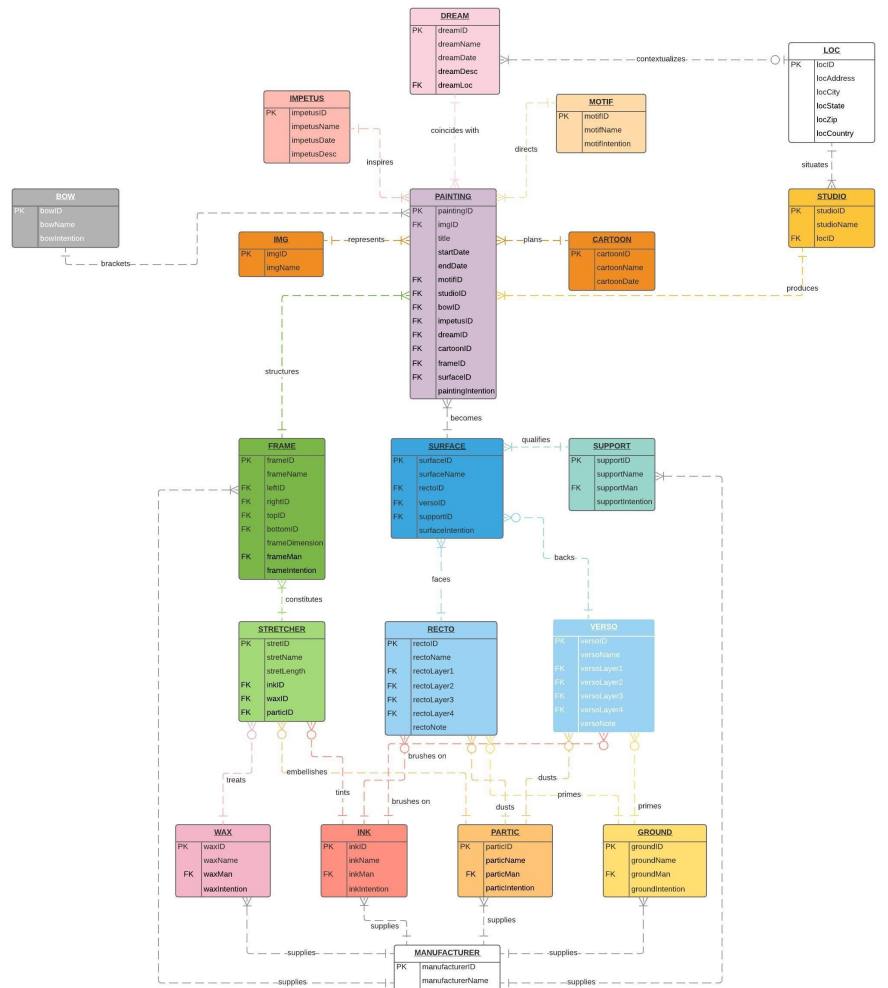 DREAM
PK dreamID
dreamName
dreamDate
dreamDesc
FK dreamLoc
contextualizes
LOC
PK locID
locAddress
locCity
locState
locZip
locCountry
IMPETUS
PK impetusID
impetusName
impetusDate
impetusDesc
MOTIF
PK motifID
motifName
motifIntention
coincides with
directs
inspires
situates
BOW
PK bowID
bowName
bowIntention
brackets
PAINTING
PK paintingID
FK imgID
title
startDate
endDate
FK motifID
FK studioID
FK bowID
FK impetusID
FK dreamID
FK cartoonID
FK frameID
FK surfaceID
paintingIntention
STUDIO
PK studioID
studioName
FK locID
IMG
PK imgID
imgName
represents
plans
CARTOON
PK cartoonID
cartoonName
cartoonDate
produces
structures
becomes
FRAME
PK frameID
frameName
FK leftID
FK rightID
FK topID
FK bottomID
frameDimension
FK frameMan
frameIntention
SURFACE
PK surfaceID
surfaceName
FK rectoID
FK versoID
FK supportID
surfaceIntention
qualifies
SUPPORT
PK supportID
supportName
FK supportMan
supportIntention
backs
faces
constitutes
STRETCHER
PK stretID
stretName
stretLength
FK inkID
FK waxID
FK particID
RECTO
PK rectoID
rectoName
FK rectoLayer1
FK rectoLayer2
FK rectoLayer3
FK rectoLayer4
rectoNote
VERSO
PK versoID
versoName
FK versoLayer1
FK versoLayer2
FK versoLayer3
FK versoLayer4
versoNote
brushes on
treats
embellishes
tints
brushes on
dusts
dusts
primes
primes
WAX
PK waxID
waxName
FK waxMan
waxIntention
INK
PK inkID
inkName
FK inkMan
inkIntention
PARTIC
PK particID
particName
FK particMan
particIntention
GROUND
PK groundID
groundName
FK groundMan
groundIntention
supplies
supplies
supplies
supplies
MANUFACTURER
PK manufacturerID
manufacturerName
supplies
supplies